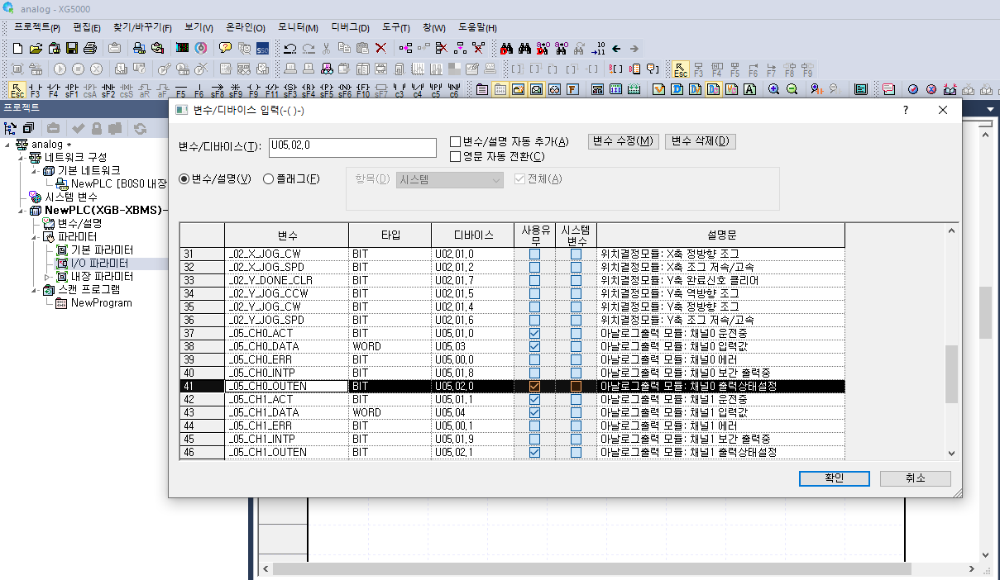 analog - XG5000
프로젝트(P) 편집(E) 찾기/바꾸기(F) 보기(V) 온라인(O) 모니터(M) 디버그(D) 도구(T) 창(W) 도움말(H)
Esc F3 F4 F5 F6 F7 F8 F9
Esc F3 F4 sF1 csA sF2 csS aR aF F5 F6 sF8 sF9 F9 F11 sF3 sF4 sF5 sF6 F10 sF7 c3 c4 c5 c6
프로젝트
analog *
네트워크 구성
기본 네트워크
NewPLC [B0S0 내장
시스템 변수
NewPLC(XGB-XBMS)-
변수/설명
파라미터
기본 파라미터
I/O 파라미터
내장 파라미터
스캔 프로그램
NewProgram
변수/디바이스 입력(-( )-)
? ×
변수/디바이스(T): U05.02.0
변수/설명 자동 추가(A)
영문 자동 전환(C)
변수 수정(M) 변수 삭제(D)
변수/설명(V) 플래그(F) 항목(D) 시스템 전체(A)
변수 타입 디바이스 사용유무 시스템 변수 설명문
31 _02_X_JOG_CW BIT U02.01.0 위치결정모듈: X축 정방향 조그
32 _02_X_JOG_SPD BIT U02.01.2 위치결정모듈: X축 조그 저속/고속
33 _02_Y_DONE_CLR BIT U02.01.7 위치결정모듈: Y축 완료신호 클리어
34 _02_Y_JOG_CCW BIT U02.01.5 위치결정모듈: Y축 역방향 조그
35 _02_Y_JOG_CW BIT U02.01.4 위치결정모듈: Y축 정방향 조그
36 _02_Y_JOG_SPD BIT U02.01.6 위치결정모듈: Y축 조그 저속/고속
37 _05_CH0_ACT BIT U05.01.0 아날로그출력 모듈: 채널0 운전중
38 _05_CH0_DATA WORD U05.03 아날로그출력 모듈: 채널0 입력값
39 _05_CH0_ERR BIT U05.00.0 아날로그출력 모듈: 채널0 에러
40 _05_CH0_INTP BIT U05.01.8 아날로그출력 모듈: 채널0 보간 출력중
41 _05_CH0_OUTEN BIT U05.02.0 아날로그출력 모듈: 채널0 출력상태설정
42 _05_CH1_ACT BIT U05.01.1 아날로그출력 모듈: 채널1 운전중
43 _05_CH1_DATA WORD U05.04 아날로그출력 모듈: 채널1 입력값
44 _05_CH1_ERR BIT U05.00.1 아날로그출력 모듈: 채널1 에러
45 _05_CH1_INTP BIT U05.01.9 아날로그출력 모듈: 채널1 보간 출력중
46 _05_CH1_OUTEN BIT U05.02.1 아날로그출력 모듈: 채널1 출력상태설정
확인 취소